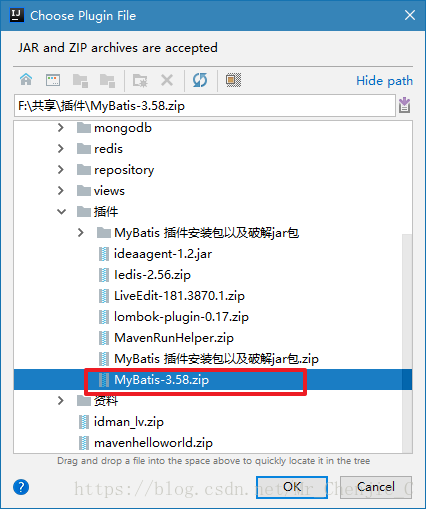 Choose Plugin File
JAR and ZIP archives are accepted
Hide path
F:\共享\插件\MyBatis-3.58.zip
mongodb
redis
repository
views
插件
MyBatis 插件安装包以及破解jar包
ideaagent-1.2.jar
Iedis-2.56.zip
LiveEdit-181.3870.1.zip
lombok-plugin-0.17.zip
MavenRunHelper.zip
MyBatis 插件安装包以及破解jar包.zip
MyBatis-3.58.zip
资料
idman_lv.zip
mavenhelloworld.zip
Drag and drop a file into the space above to quickly locate it in the tree
?
OK
Cancel
https://blog.csdn.net/Mr_Chenjie_C